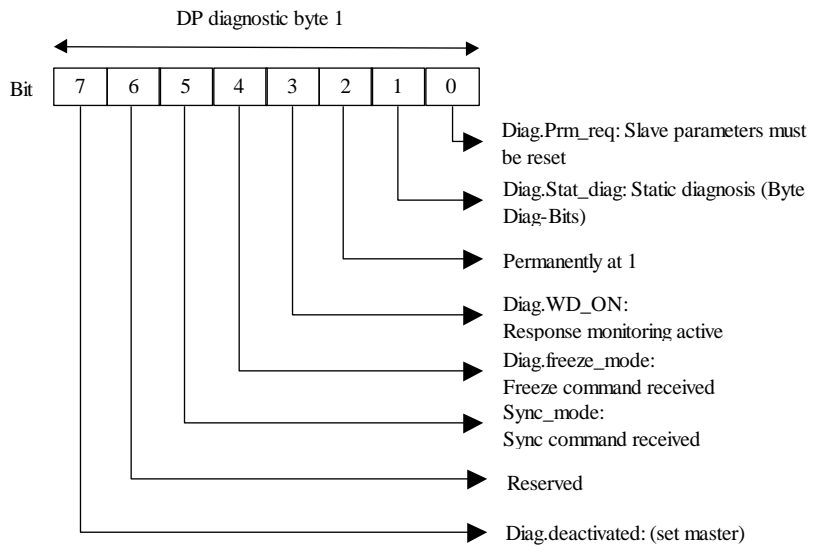 DP diagnostic byte 1
Bit 7 6 5 4 3 2 1 0
Diag.Prm_req: Slave parameters must
be reset
Diag.Stat_diag: Static diagnosis (Byte
Diag-Bits)
Permanently at 1
Diag.WD_ON:
Response monitoring active
Diag.freeze_mode:
Freeze command received
Sync_mode:
Sync command received
Reserved
Diag.deactivated: (set master)